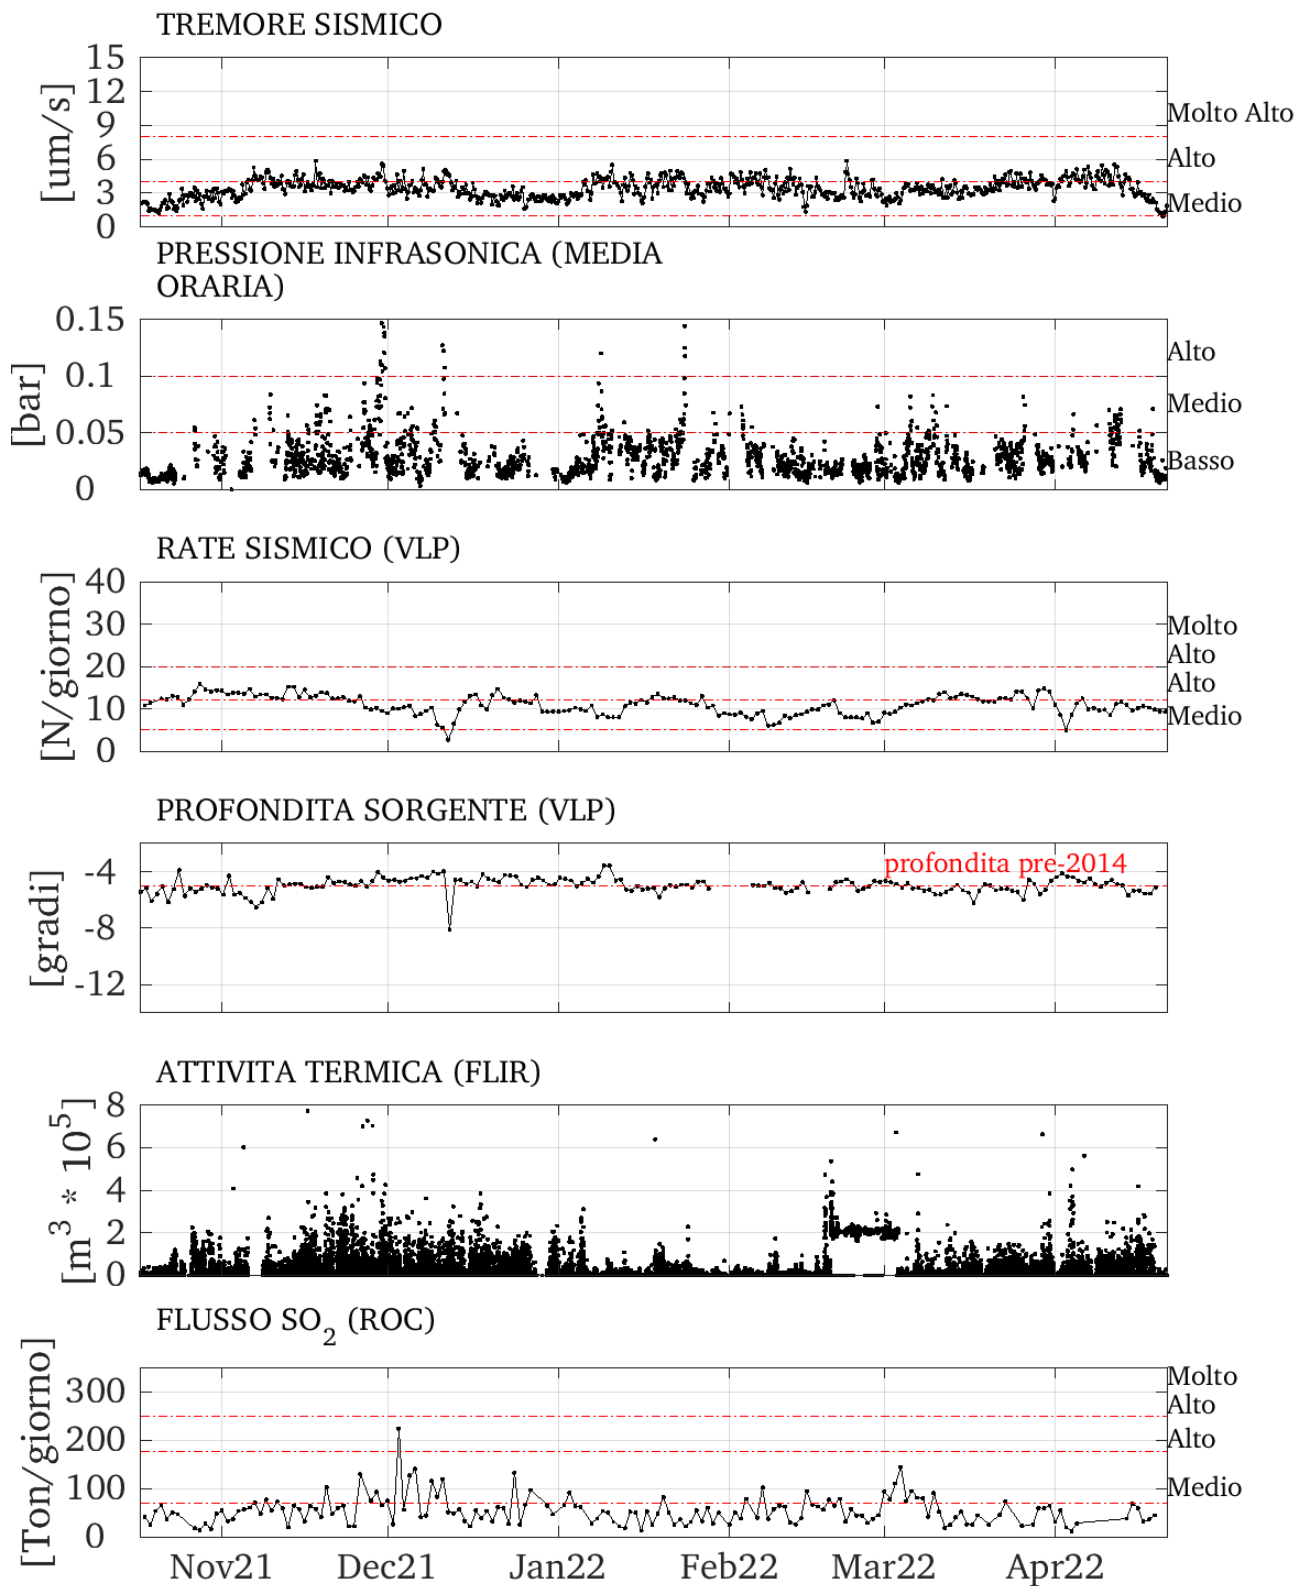 TREMORE SISMICO
[um/s]
15
12
9
6
3
0
Molto Alto
Alto
Medio
PRESSIONE INFRASONICA (MEDIA
ORARIA)
[bar]
0.15
0.1
0.05
0
Alto
Medio
Basso
RATE SISMICO (VLP)
[N/giorno]
40
30
20
10
0
Molto
Alto
Alto
Medio
PROFONDITA SORGENTE (VLP)
[gradi]
-4
-8
-12
profondita pre-2014
ATTIVITA TERMICA (FLIR)
[m³ * 10⁵]
8
6
4
2
0
FLUSSO SO₂ (ROC)
[Ton/giorno]
300
200
100
0
Molto
Alto
Alto
Medio
Nov21 Dec21 Jan22 Feb22 Mar22 Apr22